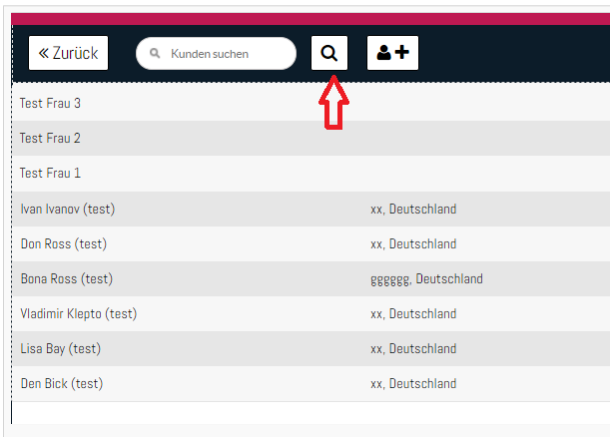 « Zurück Kunden suchen
Test Frau 3
Test Frau 2
Test Frau 1
Ivan Ivanov (test) xx, Deutschland
Don Ross (test) xx, Deutschland
Bona Ross (test) gggggg, Deutschland
Vladimir Klepto (test) xx, Deutschland
Lisa Bay (test) xx, Deutschland
Den Bick (test) xx, Deutschland